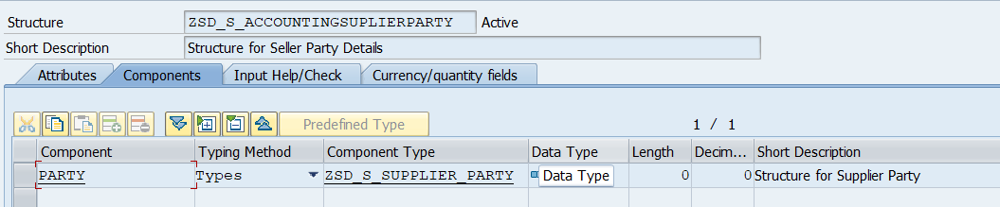 Structure ZSD_S_ACCOUNTINGSUPLIERPARTY Active
Short Description Structure for Seller Party Details
Attributes Components Input Help/Check Currency/quantity fields
Predefined Type 1 / 1
Component Typing Method Component Type Data Type Length Decim... Short Description
PARTY Types ZSD_S_SUPPLIER_PARTY Data Type 0 0 Structure for Supplier Party